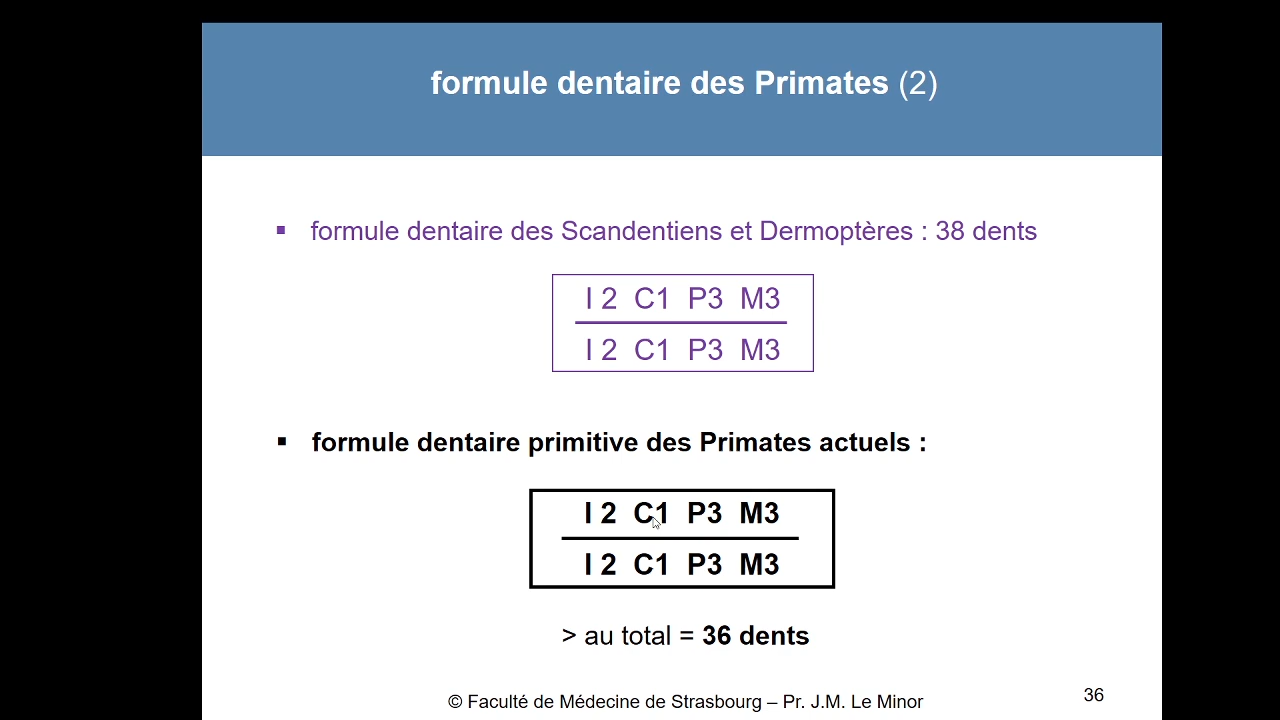 formule dentaire des Primates (2)
▪ formule dentaire des Scandentiens et Dermoptères : 38 dents
I 2 C1 P3 M3
I 2 C1 P3 M3
▪ formule dentaire primitive des Primates actuels :
I 2 C1 P3 M3
I 2 C1 P3 M3
> au total = 36 dents
© Faculté de Médecine de Strasbourg – Pr. J.M. Le Minor
36